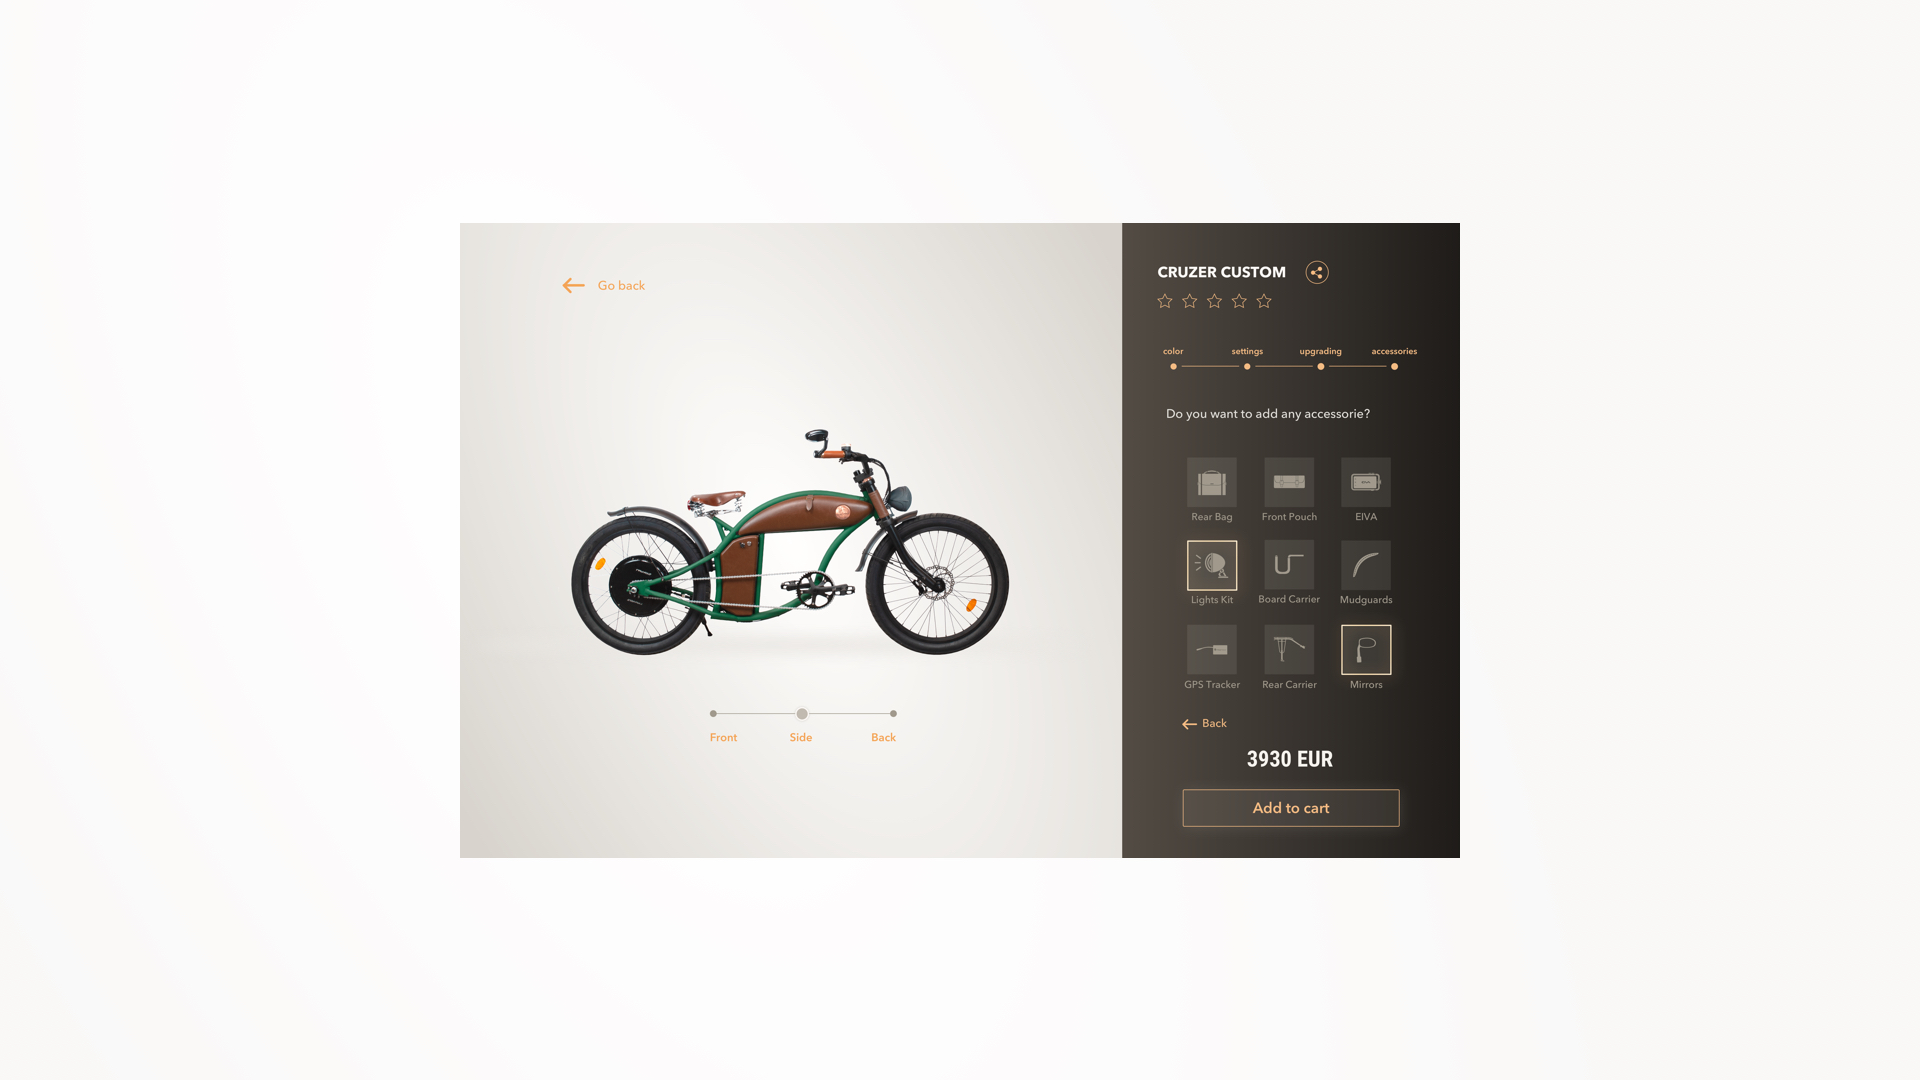 Go back
Front
Side
Back
CRUZER CUSTOM
color
settings
upgrading
accessories
Do you want to add any accessorie?
Rear Bag
Front Pouch
EIVA
Lights Kit
Board Carrier
Mudguards
GPS Tracker
Rear Carrier
Mirrors
Back
3930 EUR
Add to cart